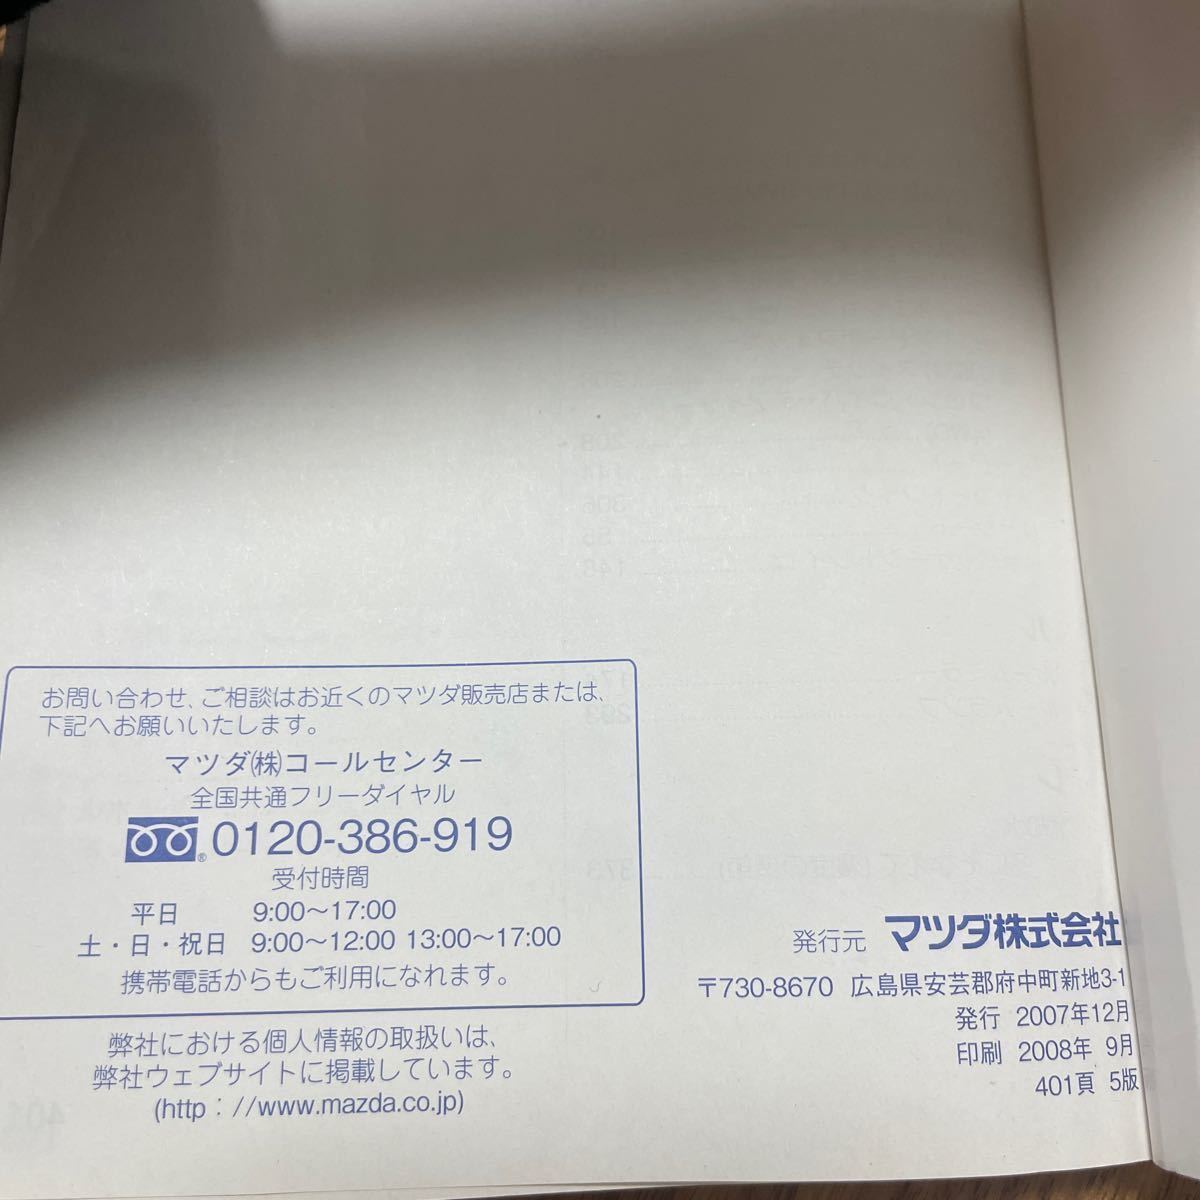 お問い合わせ、ご相談はお近くのマツダ販売店または、
下記へお願いいたします。
マツダ㈱コールセンター
全国共通フリーダイヤル
® 0120-386-919
受付時間
平日 9:00～17:00
土・日・祝日 9:00～12:00 13:00～17:00
携帯電話からもご利用になれます。
弊社における個人情報の取扱いは、
弊社ウェブサイトに掲載しています。
(http：//www.mazda.co.jp)
発行元 マツダ株式会社
〒730-8670 広島県安芸郡府中町新地3-1
発行 2007年12月
印刷 2008年 9月
401頁 5版